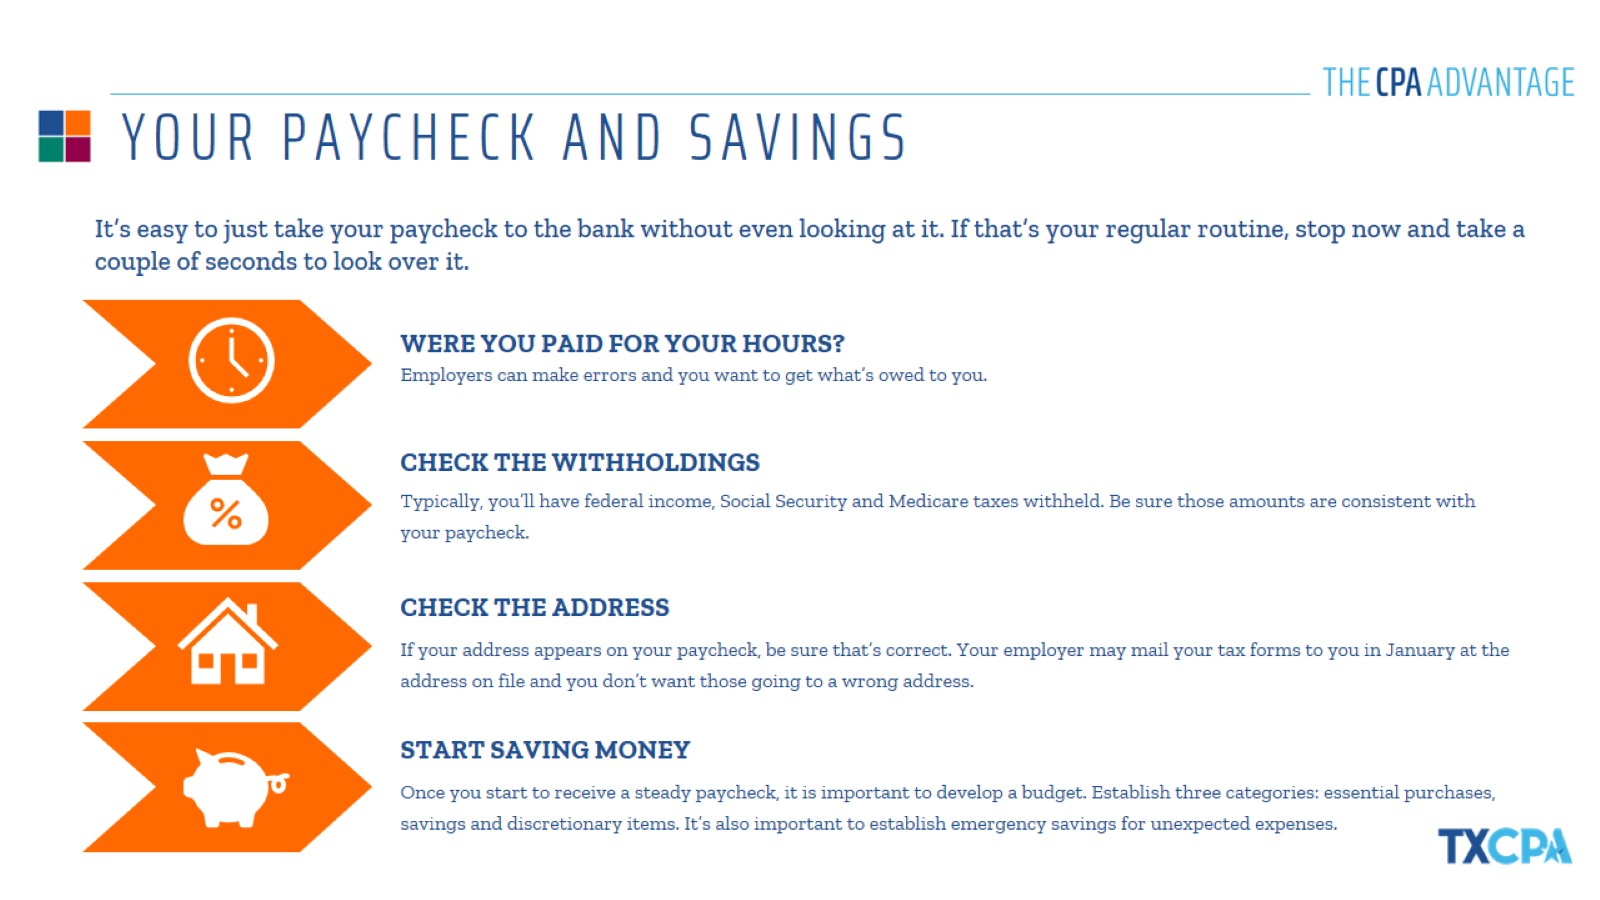 THE CPA ADVANTAGE
YOUR PAYCHECK AND SAVINGS
It's easy to just take your paycheck to the bank without even looking at it. If that's your regular routine, stop now and take a
couple of seconds to look over it.
WERE YOU PAID FOR YOUR HOURS?
Employers can make errors and you want to get what's owed to you.
%
CHECK THE WITHHOLDINGS
Typically, you'll have federal income, Social Security and Medicare taxes withheld. Be sure those amounts are consistent with
your paycheck.
CHECK THE ADDRESS
If your address appears on your paycheck, be sure that's correct. Your employer may mail your tax forms to you in January at the
address on file and you don't want those going to a wrong address.
START SAVING MONEY
Once you start to receive a steady paycheck, it is important to develop a budget. Establish three categories: essential purchases,
savings and discretionary items. It's also important to establish emergency savings for unexpected expenses.
TXCPA